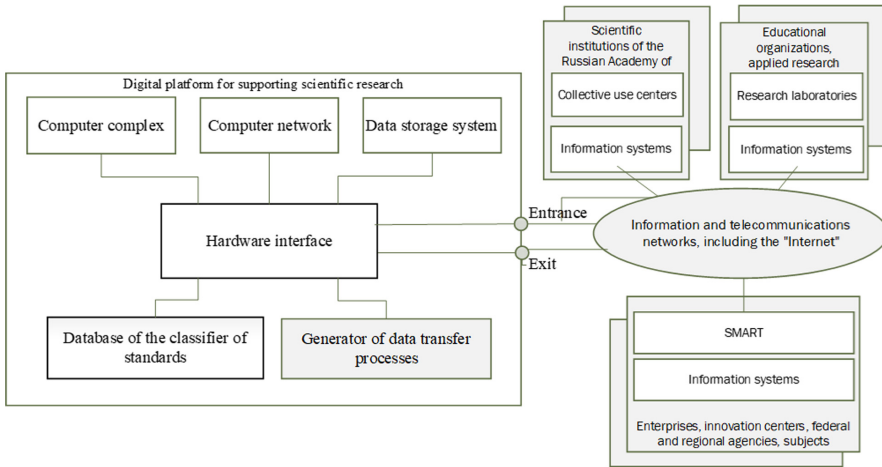 Digital platform for supporting scientific research
Computer complex
Computer network
Data storage system
Hardware interface
Database of the classifier of
standards
Generator of data transfer
processes
Entrance
Exit
Scientific
institutions of the
Russian Academy of
Collective use centers
Information systems
Educational
organizations,
applied research
Research laboratories
Information systems
Information and telecommunications
networks, including the "Internet"
SMART
Information systems
Enterprises, innovation centers, federal
and regional agencies, subjects